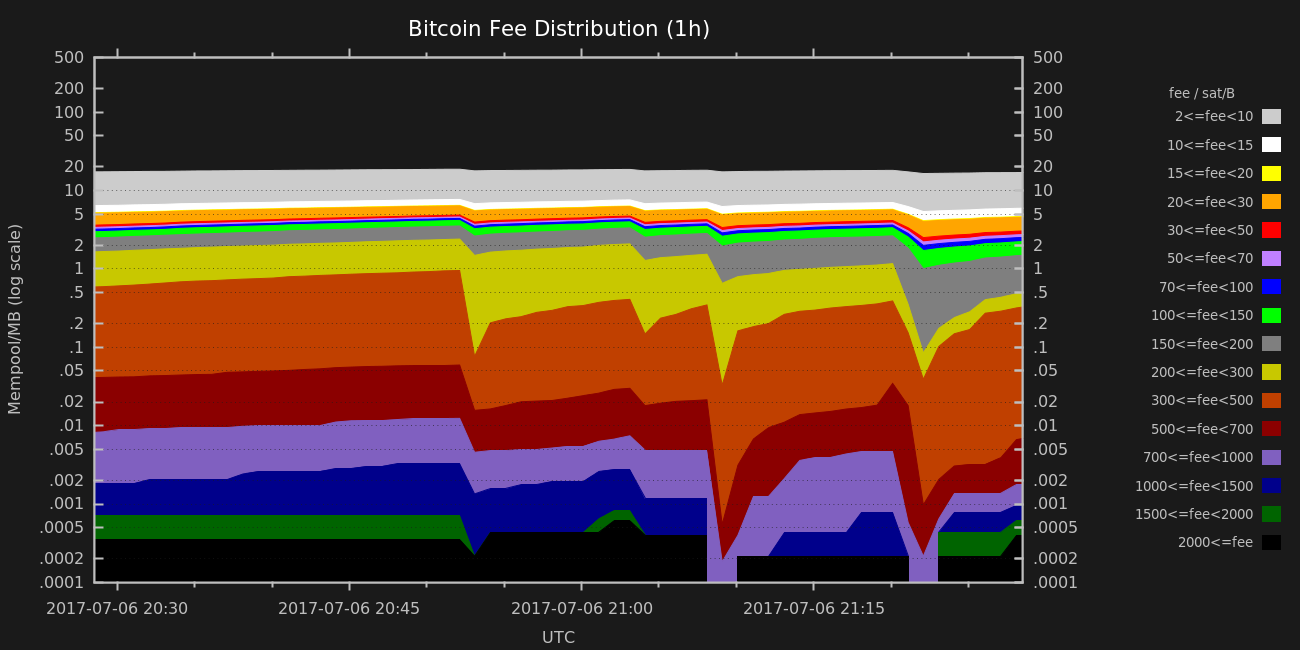 Bitcoin Fee Distribution (1h)
500 500
200 200
100 100
50 50
20 20
10 10
5 5
2 2
1 1
.5 .5
.2 .2
.1 .1
.05 .05
.02 .02
.01 .01
.005 .005
.002 .002
.001 .001
.0005 .0005
.0002 .0002
.0001 .0001
Mempool/MB (log scale)
2017-07-06 20:30 2017-07-06 20:45 2017-07-06 21:00 2017-07-06 21:15
UTC
fee / sat/B
2<=fee<10
10<=fee<15
15<=fee<20
20<=fee<30
30<=fee<50
50<=fee<70
70<=fee<100
100<=fee<150
150<=fee<200
200<=fee<300
300<=fee<500
500<=fee<700
700<=fee<1000
1000<=fee<1500
1500<=fee<2000
2000<=fee